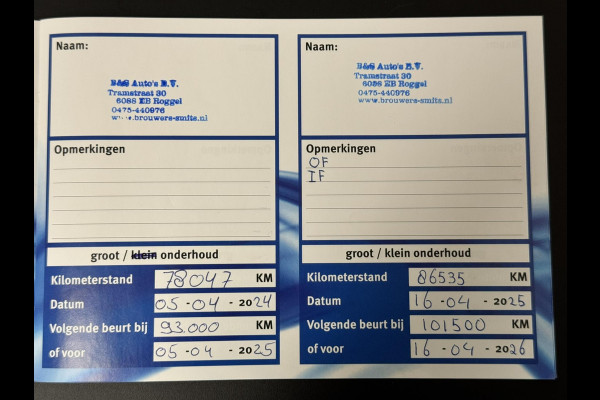 Naam:
B&S Auto's B.V.
Tramstraat 30
6088 EB Roggel
0475-440976
www.brouwers-smits.nl
Opmerkingen
groot / klein onderhoud
Kilometerstand 78047 KM
Datum 05-04-2024
Volgende beurt bij 93.000 KM
of voor 05-04-2025
Naam:
B&S Auto's B.V.
Tramstraat 30
6088 EB Roggel
0475-440976
www.brouwers-smits.nl
Opmerkingen
OF
IF
groot / klein onderhoud
Kilometerstand 86535 KM
Datum 16-04-2025
Volgende beurt bij 101500 KM
of voor 16-04-2026